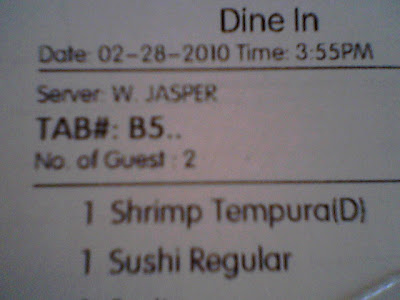 Dine In
Date: 02-28-2010 Time: 3:55PM
Server: W. JASPER
TAB#: B5..
No. of Guest : 2
1 Shrimp Tempura(D)
1 Sushi Regular